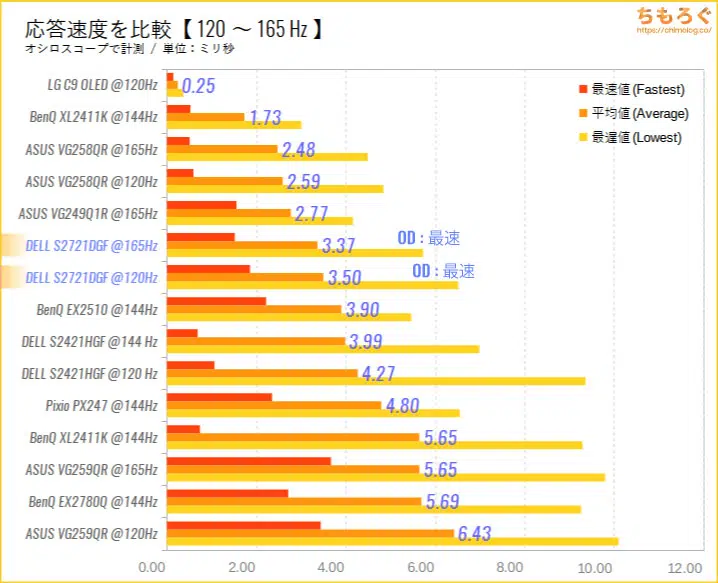 応答速度を比較【 120 ～ 165 Hz 】
オシロスコープで計測 / 単位：ミリ秒
ちもろぐ
https://chimolog.co/
最速値(Fastest)
平均値(Average)
最遅値(Lowest)
LG C9 OLED @120Hz 0.25
BenQ XL2411K @144Hz 1.73
ASUS VG258QR @165Hz 2.48
ASUS VG258QR @120Hz 2.59
ASUS VG249Q1R @165Hz 2.77
DELL S2721DGF @165Hz 3.37 OD : 最速
DELL S2721DGF @120Hz 3.50 OD : 最速
BenQ EX2510 @144Hz 3.90
DELL S2421HGF @144 Hz 3.99
DELL S2421HGF @120 Hz 4.27
Pixio PX247 @144Hz 4.80
BenQ XL2411K @144Hz 5.65
ASUS VG259QR @165Hz 5.65
BenQ EX2780Q @144Hz 5.69
ASUS VG259QR @120Hz 6.43
0.00 2.00 4.00 6.00 8.00 10.00 12.00